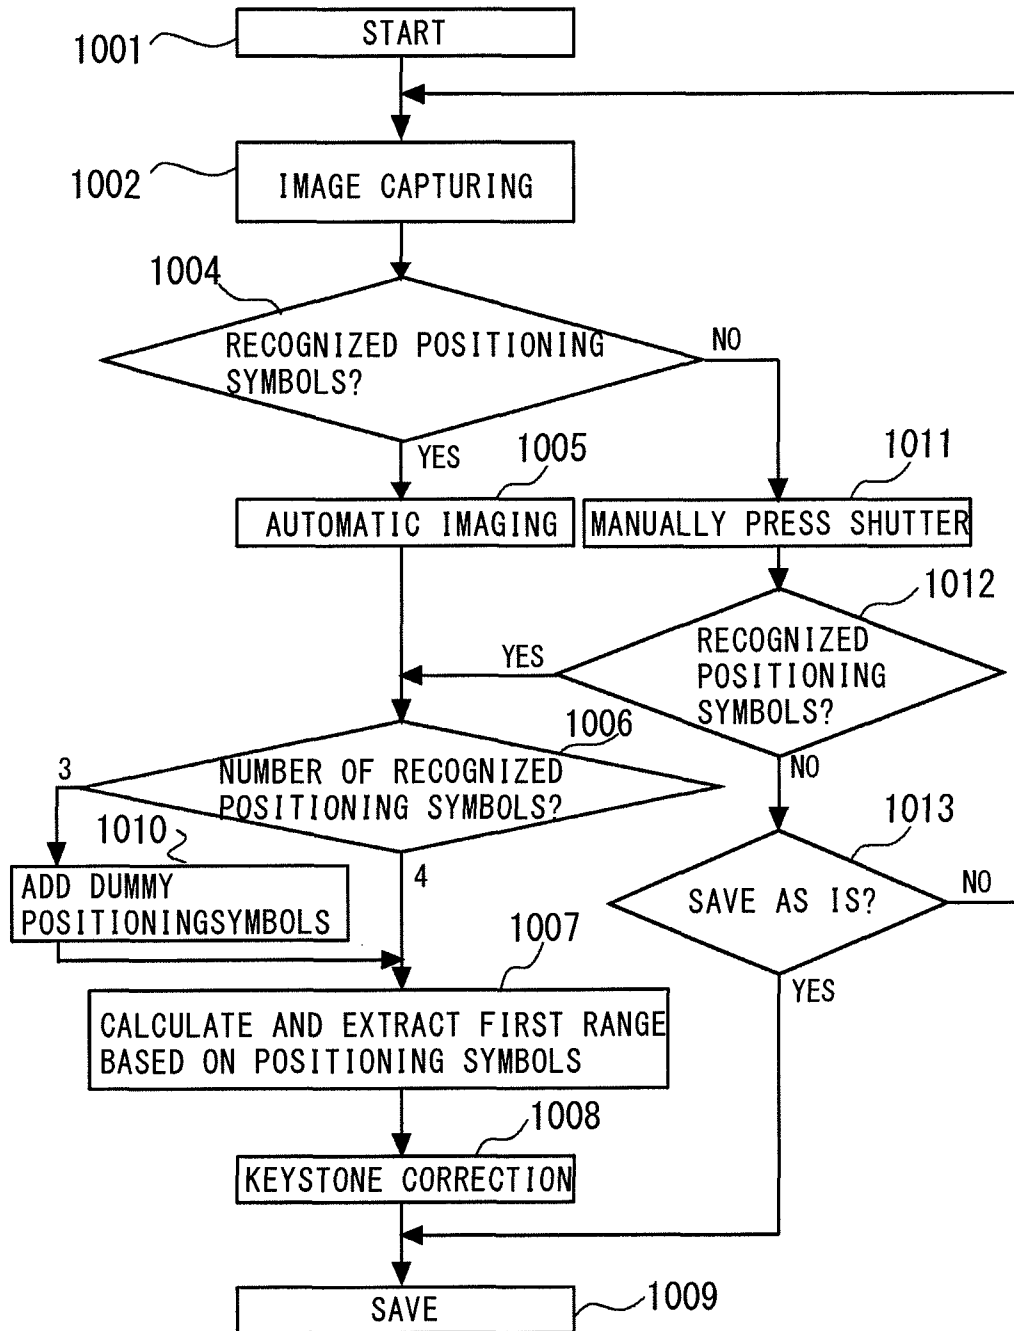 START
1001
1002
IMAGE CAPTURING
1004
RECOGNIZED POSITIONING
SYMBOLS?
NO
YES
1005
1011
AUTOMATIC IMAGING
MANUALLY PRESS SHUTTER
1012
RECOGNIZED
POSITIONING
SYMBOLS?
YES
NO
1006
3
NUMBER OF RECOGNIZED
POSITIONING SYMBOLS?
1010
4
1013
ADD DUMMY
POSITIONINGSYMBOLS
SAVE AS IS?
NO
YES
1007
CALCULATE AND EXTRACT FIRST RANGE
BASED ON POSITIONING SYMBOLS
1008
KEYSTONE CORRECTION
SAVE
1009